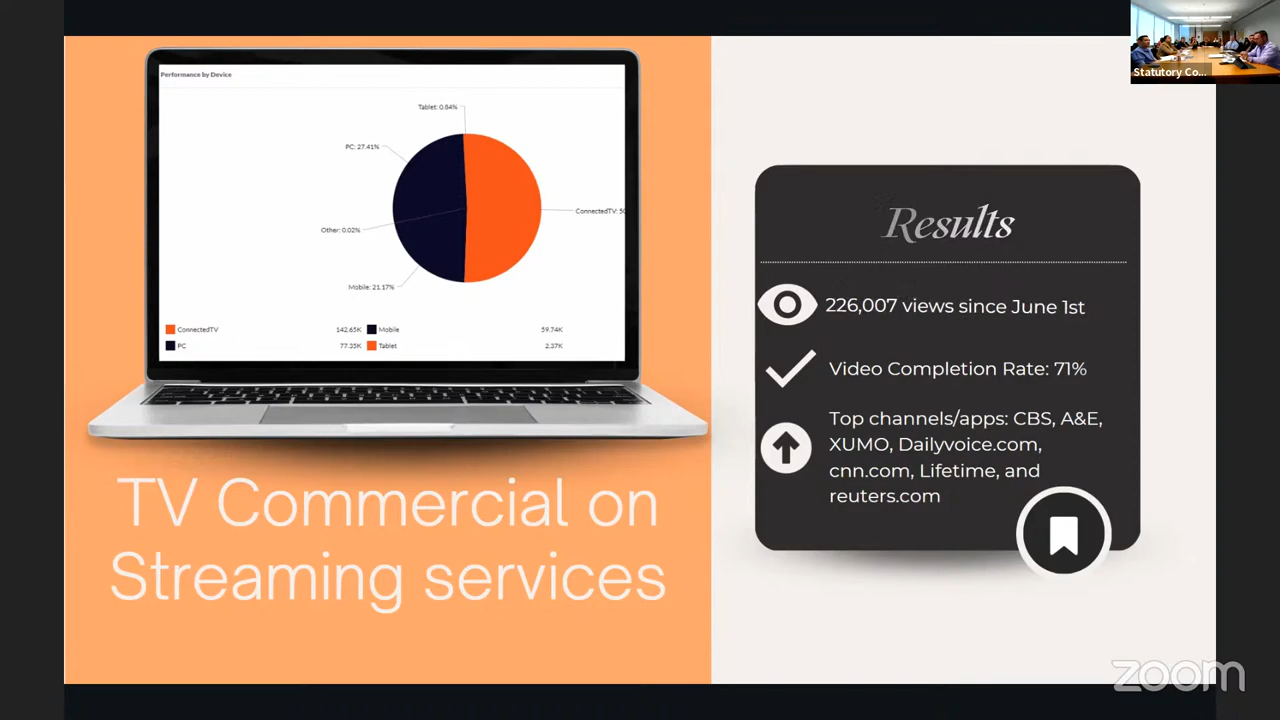 Performance by Device
Tablet: 0.84%
PC: 27.41%
ConnectedTV: 50
Other: 0.02%
Mobile: 21.17%
ConnectedTV 142.65K Mobile 59.74K
PC 77.35K Tablet 2.37K
TV Commercial on
Streaming services
Results
226,007 views since June 1st
Video Completion Rate: 71%
Top channels/apps: CBS, A&E,
XUMO, Dailyvoice.com,
cnn.com, Lifetime, and
reuters.com
Statutory Co...
zoom